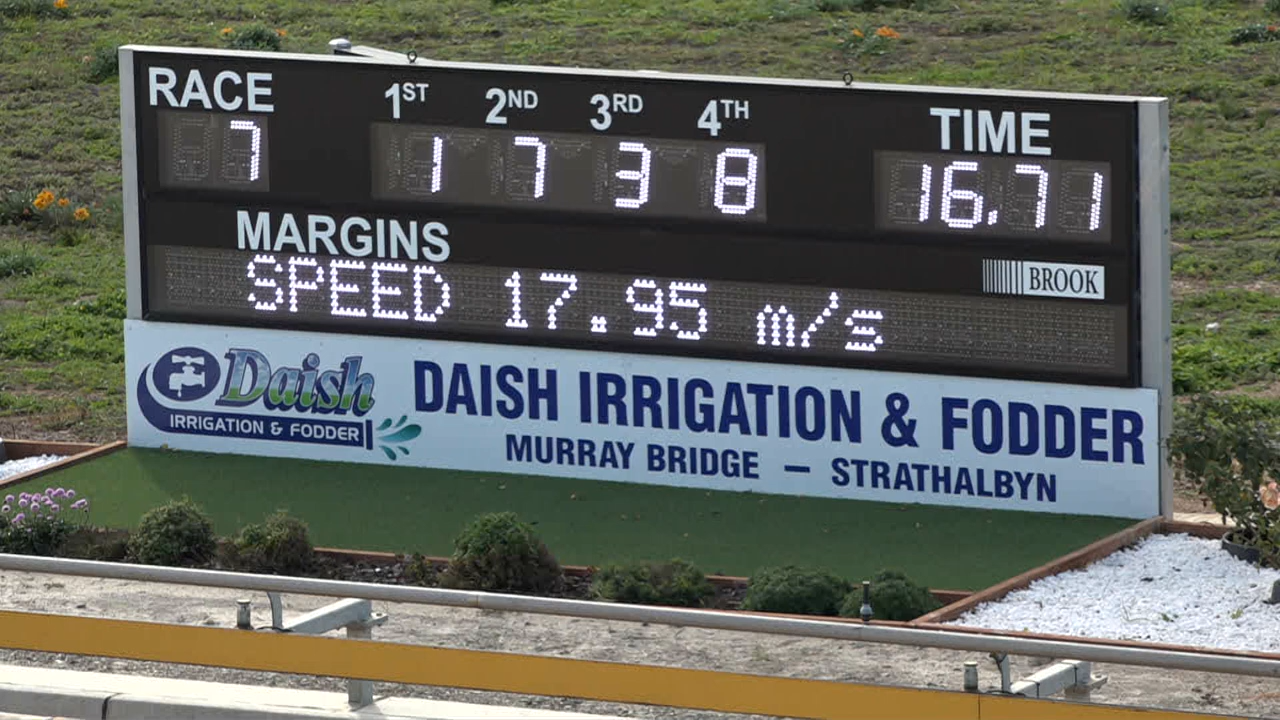 RACE 1ST 2ND 3RD 4TH TIME
7 1 7 3 8 16.71
MARGINS
BROOK
SPEED 17.95 m/s
Daish
IRRIGATION & FODDER
DAISH IRRIGATION & FODDER
MURRAY BRIDGE – STRATHALBYN